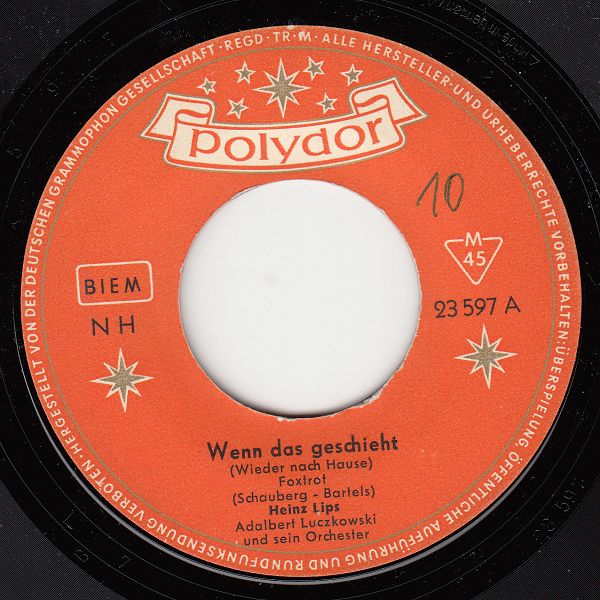 HERGESTELLT VON DER DEUTSCHEN GRAMMOPHON GESELLSCHAFT · REGD · TR · M · ALLE HERSTELLER- UND URHEBERRECHTE VORBEHALTEN: ÜBERSPIELUNG, ÖFFENTLICHE AUFFÜHRUNG UND RUNDFUNKSENDUNG VERBOTEN ·
polydor
10
BIEM
NH
M
45
23 597 A
Wenn das geschieht
(Wieder nach Hause)
Foxtrot
(Schauberg - Bartels)
Heinz Lips
Adalbert Luczkowski
und sein Orchester